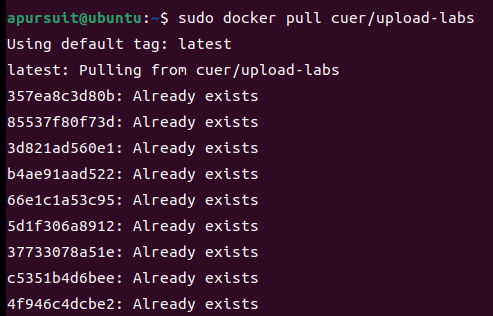 apursuit@ubuntu:~$ sudo docker pull cuer/upload-labs
Using default tag: latest
latest: Pulling from cuer/upload-labs
357ea8c3d80b: Already exists
85537f80f73d: Already exists
3d821ad560e1: Already exists
b4ae91aad522: Already exists
66e1c1a53c95: Already exists
5d1f306a8912: Already exists
37733078a51e: Already exists
c5351b4d6bee: Already exists
4f946c4dcbe2: Already exists